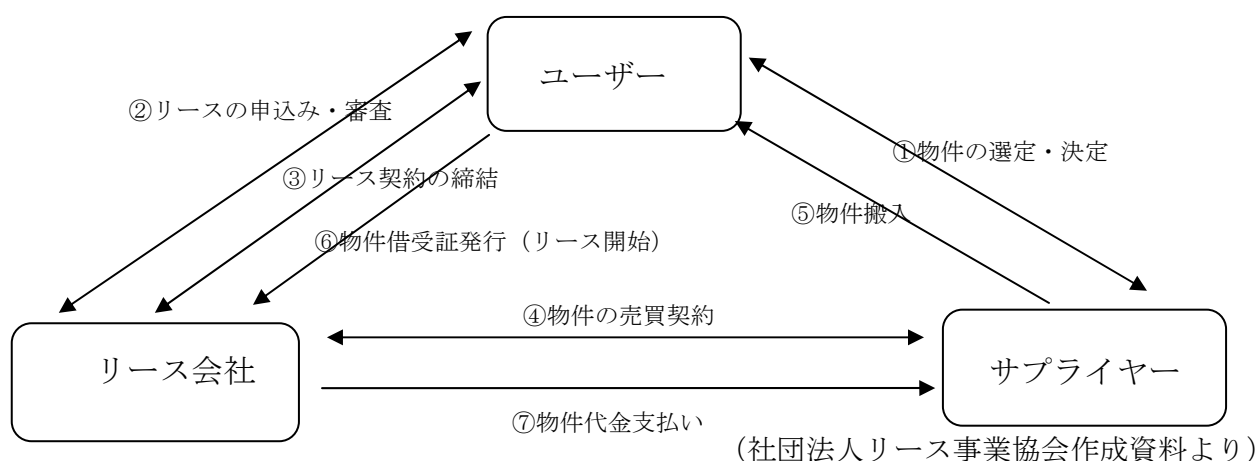 ユーザー
②リースの申込み・審査
①物件の選定・決定
③リース契約の締結
⑤物件搬入
⑥物件借受証発行（リース開始）
④物件の売買契約
リース会社
サプライヤー
⑦物件代金支払い
（社団法人リース事業協会作成資料より）